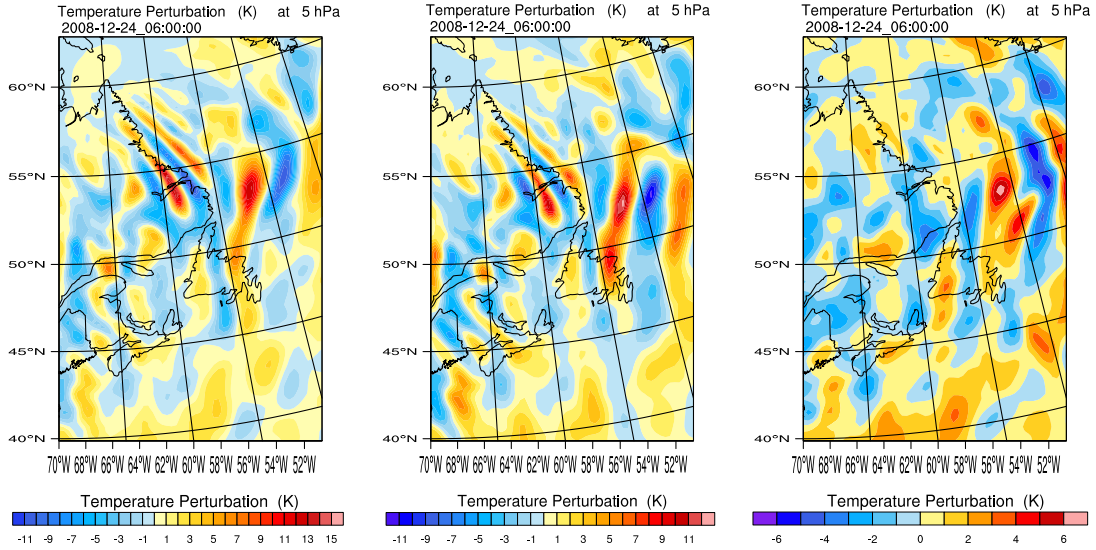 Temperature Perturbation (K) at 5 hPa
2008-12-24_06:00:00
60°N
55°N
50°N
45°N
40°N
70°W 68°W 66°W 64°W 62°W 60°W 58°W 56°W 54°W 52°W
Temperature Perturbation (K)
-11 -9 -7 -5 -3 -1 1 3 5 7 9 11 13 15
Temperature Perturbation (K) at 5 hPa
2008-12-24_06:00:00
60°N
55°N
50°N
45°N
40°N
70°W 68°W 66°W 64°W 62°W 60°W 58°W 56°W 54°W 52°W
Temperature Perturbation (K)
-11 -9 -7 -5 -3 -1 1 3 5 7 9 11
Temperature Perturbation (K) at 5 hPa
2008-12-24_06:00:00
60°N
55°N
50°N
45°N
40°N
70°W 68°W 66°W 64°W 62°W 60°W 58°W 56°W 54°W 52°W
Temperature Perturbation (K)
-6 -4 -2 0 2 4 6